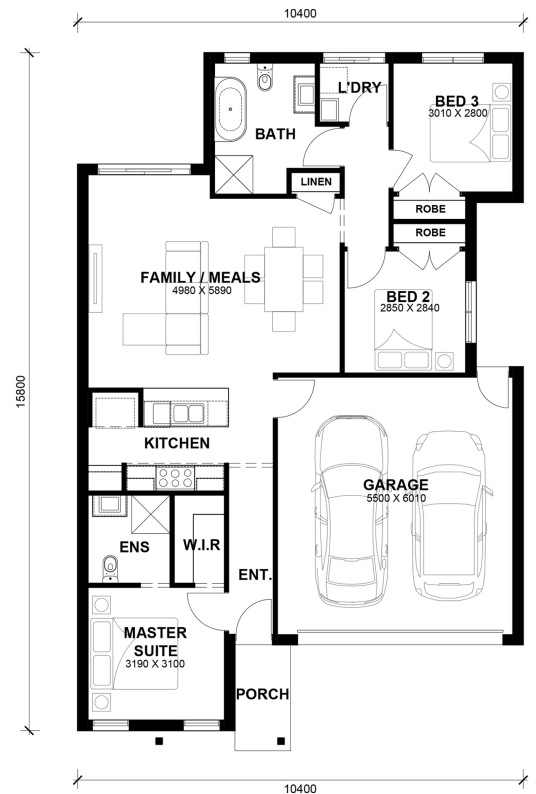 10400
L'DRY
BED 3
3010 X 2800
BATH
LINEN
ROBE
ROBE
FAMILY / MEALS
4980 X 5890
BED 2
2850 X 2840
15800
KITCHEN
GARAGE
5500 X 6010
ENS
W.I.R
ENT.
MASTER
SUITE
3190 X 3100
PORCH
10400